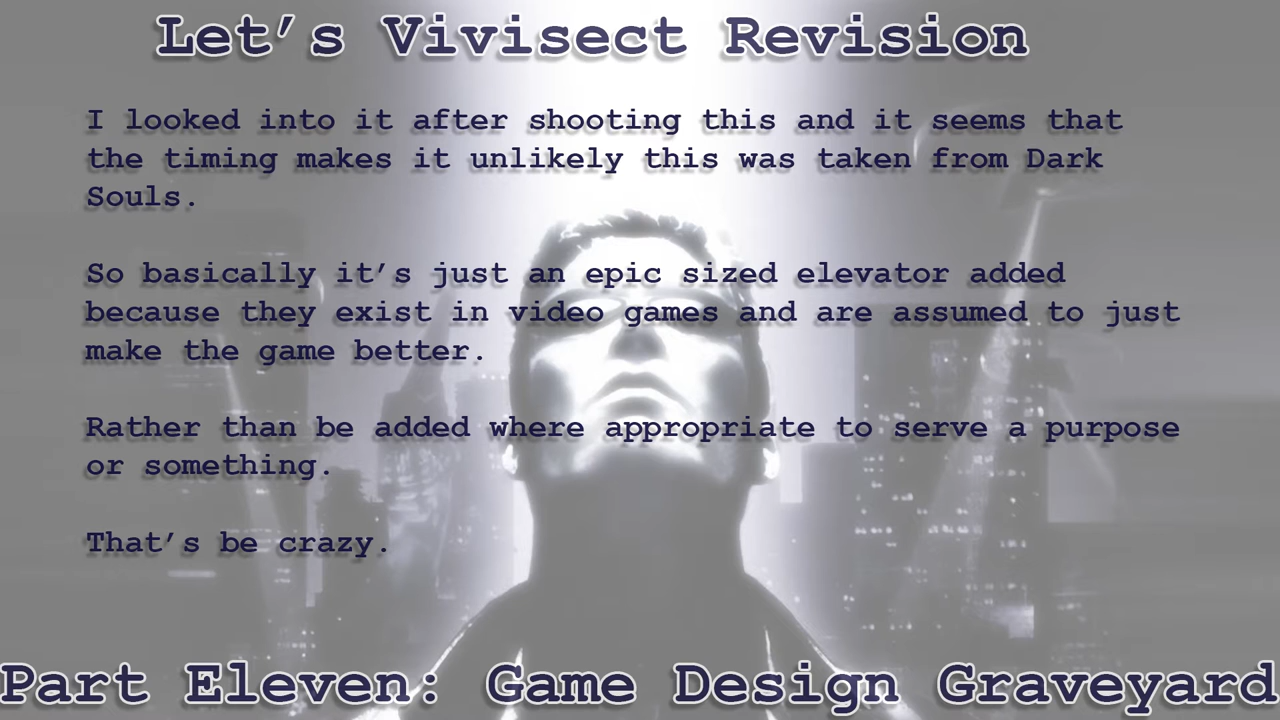 Let's Vivisect Revision
I looked into it after shooting this and it seems that
the timing makes it unlikely this was taken from Dark
Souls.
So basically it's just an epic sized elevator added
because they exist in video games and are assumed to just
make the game better.
Rather than be added where appropriate to serve a purpose
or something.
That's be crazy.
Part Eleven: Game Design Graveyard